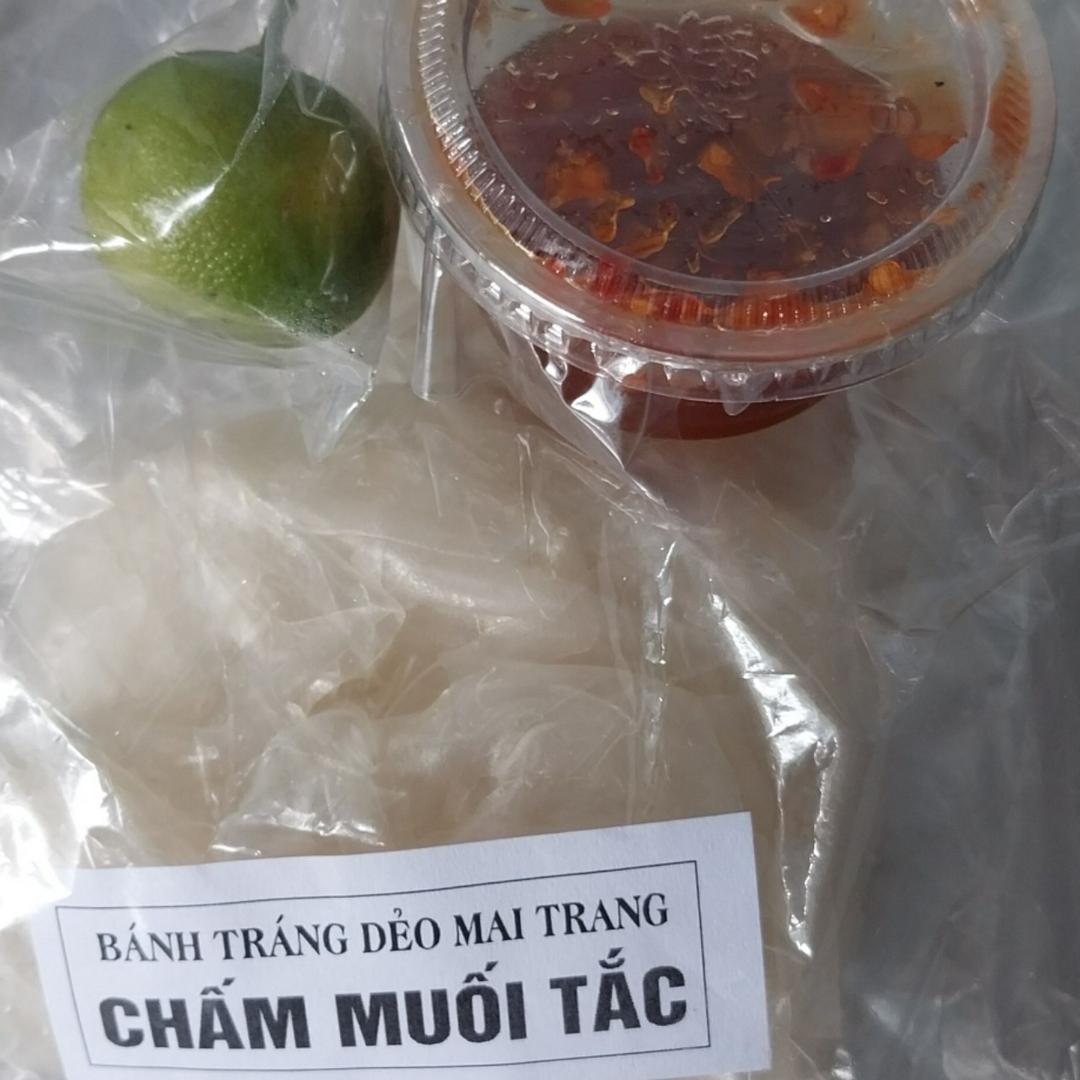 BÁNH TRÁNG DẺO MAI TRANG
CHẤM MUỐI TẮC